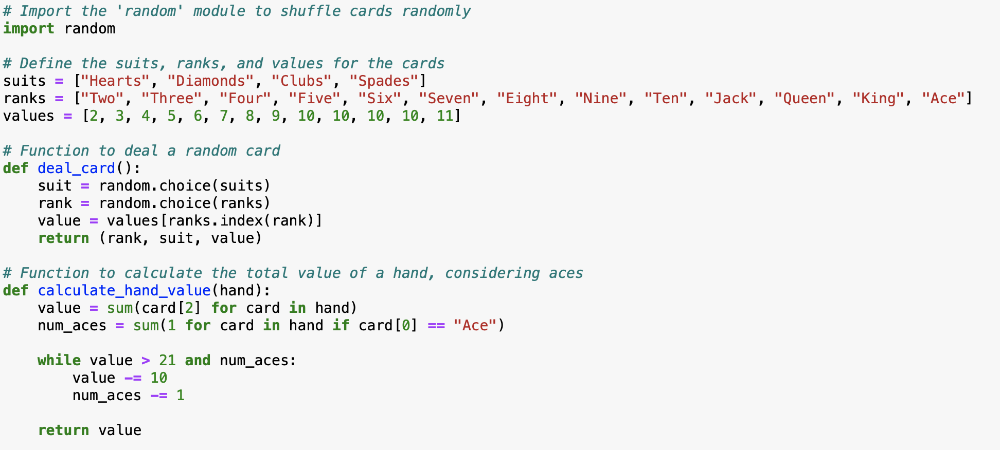 # Import the 'random' module to shuffle cards randomly
import random
# Define the suits, ranks, and values for the cards
suits = ["Hearts", "Diamonds", "Clubs", "Spades"]
ranks = ["Two", "Three", "Four", "Five", "Six", "Seven", "Eight", "Nine", "Ten", "Jack", "Queen", "King", "Ace"]
values = [2, 3, 4, 5, 6, 7, 8, 9, 10, 10, 10, 10, 11]
# Function to deal a random card
def deal_card():
    suit = random.choice(suits)
    rank = random.choice(ranks)
    value = values[ranks.index(rank)]
    return (rank, suit, value)
# Function to calculate the total value of a hand, considering aces
def calculate_hand_value(hand):
    value = sum(card[2] for card in hand)
    num_aces = sum(1 for card in hand if card[0] == "Ace")
    while value > 21 and num_aces:
        value -= 10
        num_aces -= 1
    return value